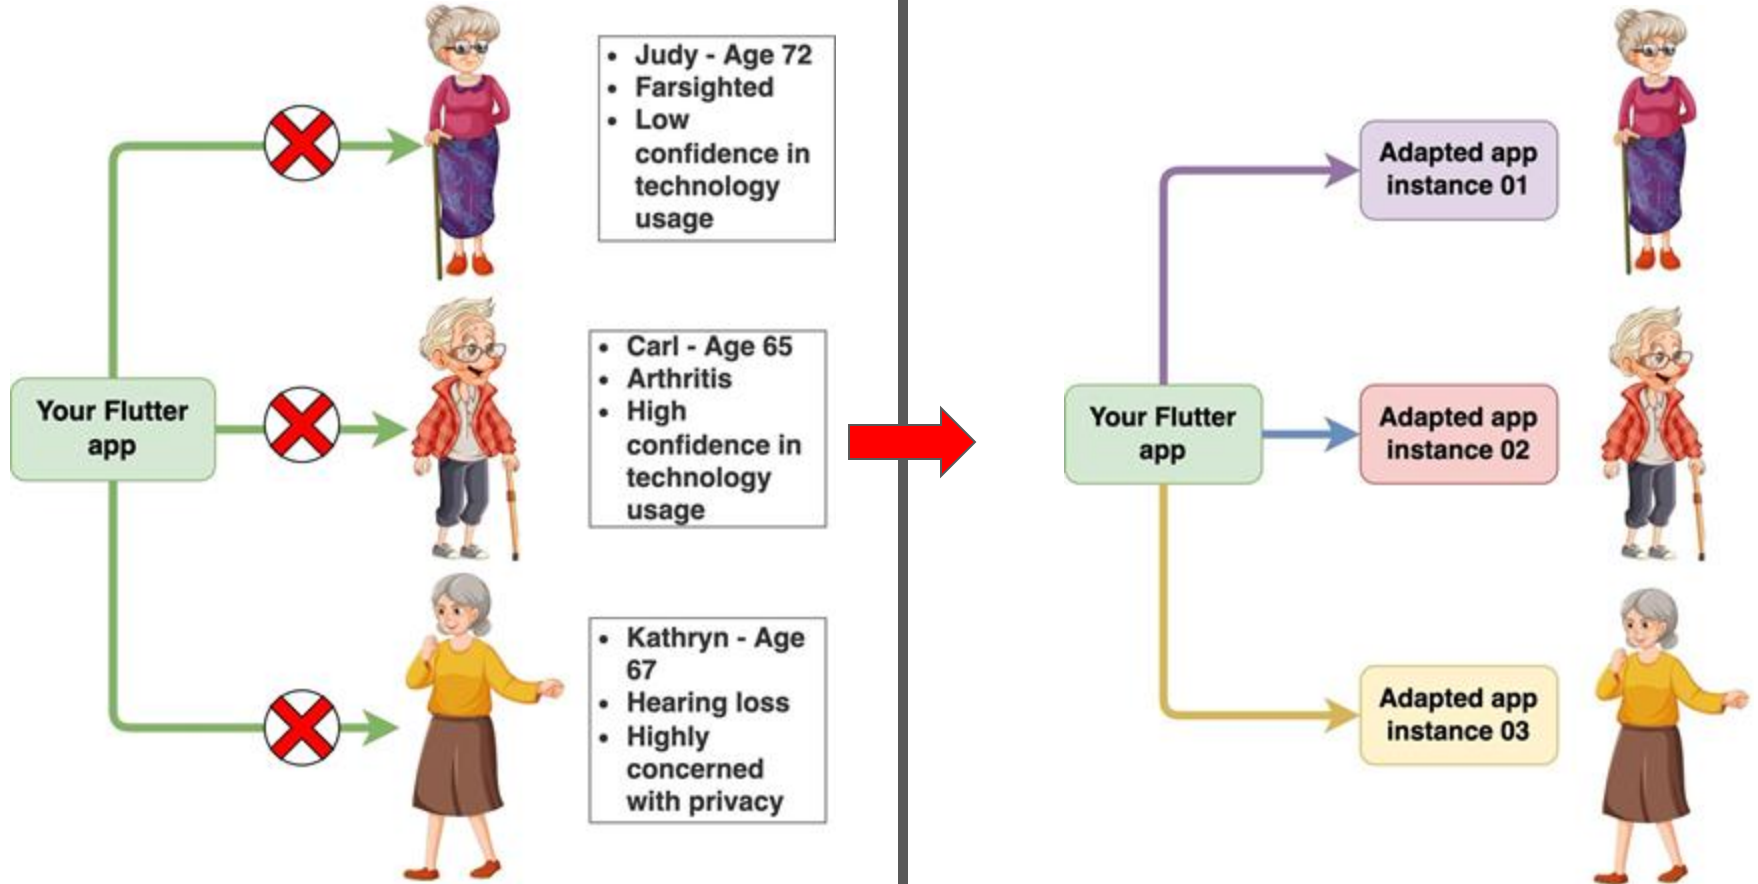 • Judy - Age 72
• Farsighted
• Low
confidence in
technology
usage
Your Flutter
app
• Carl - Age 65
• Arthritis
• High
confidence in
technology
usage
• Kathryn - Age
67
• Hearing loss
• Highly
concerned
with privacy
Your Flutter
app
Adapted app
instance 01
Adapted app
instance 02
Adapted app
instance 03